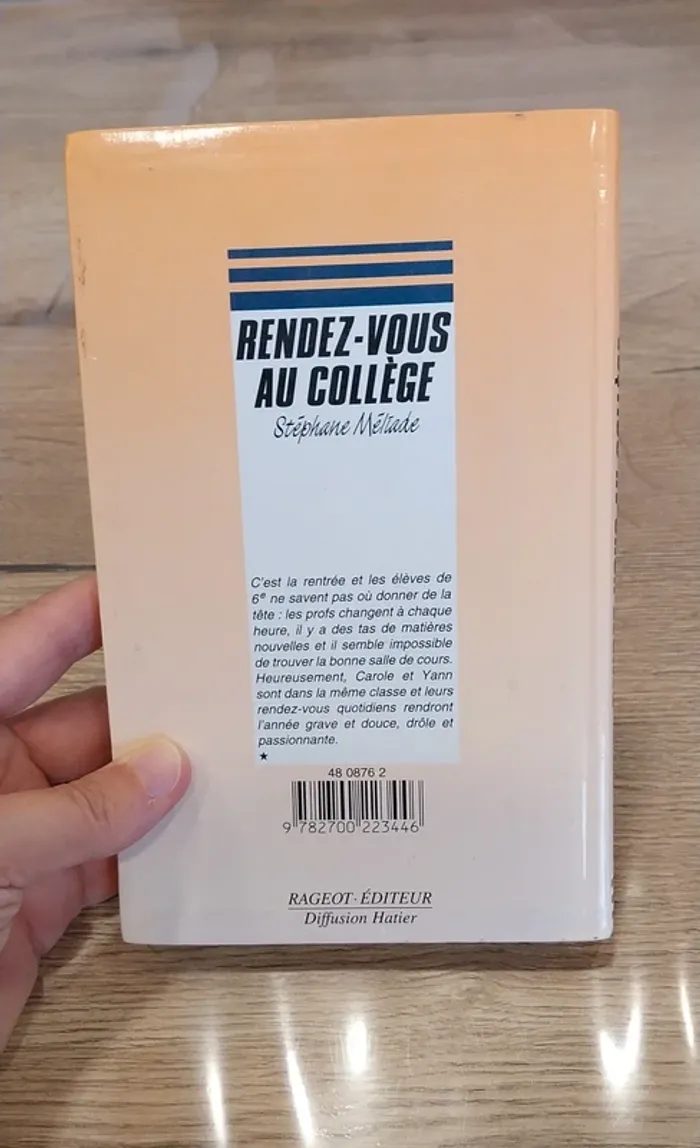 RENDEZ-VOUS
AU COLLÈGE
Stéphane Méliade
C'est la rentrée et les élèves de
6e ne savent pas où donner de la
tête : les profs changent à chaque
heure, il y a des tas de matières
nouvelles et il semble impossible
de trouver la bonne salle de cours.
Heureusement, Carole et Yann
sont dans la même classe et leurs
rendez-vous quotidiens rendront
l'année grave et douce, drôle et
passionnante.
★
48 0876 2
9 782700 223446
RAGEOT · ÉDITEUR
Diffusion Hatier